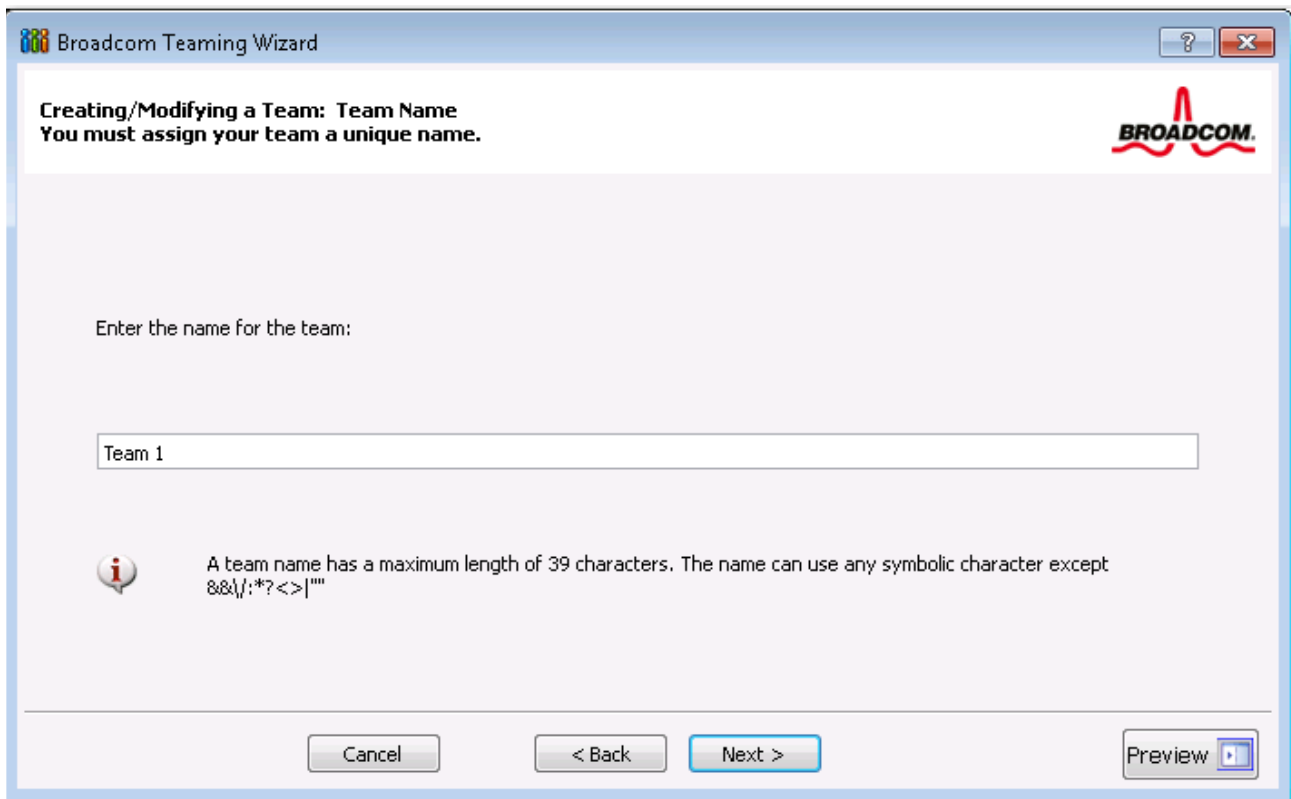 Broadcom Teaming Wizard
Creating/Modifying a Team: Team Name
You must assign your team a unique name.
BROADCOM.
Enter the name for the team:
Team 1
A team name has a maximum length of 39 characters. The name can use any symbolic character except
&&\/:*?<>|""
Cancel
< Back
Next >
Preview